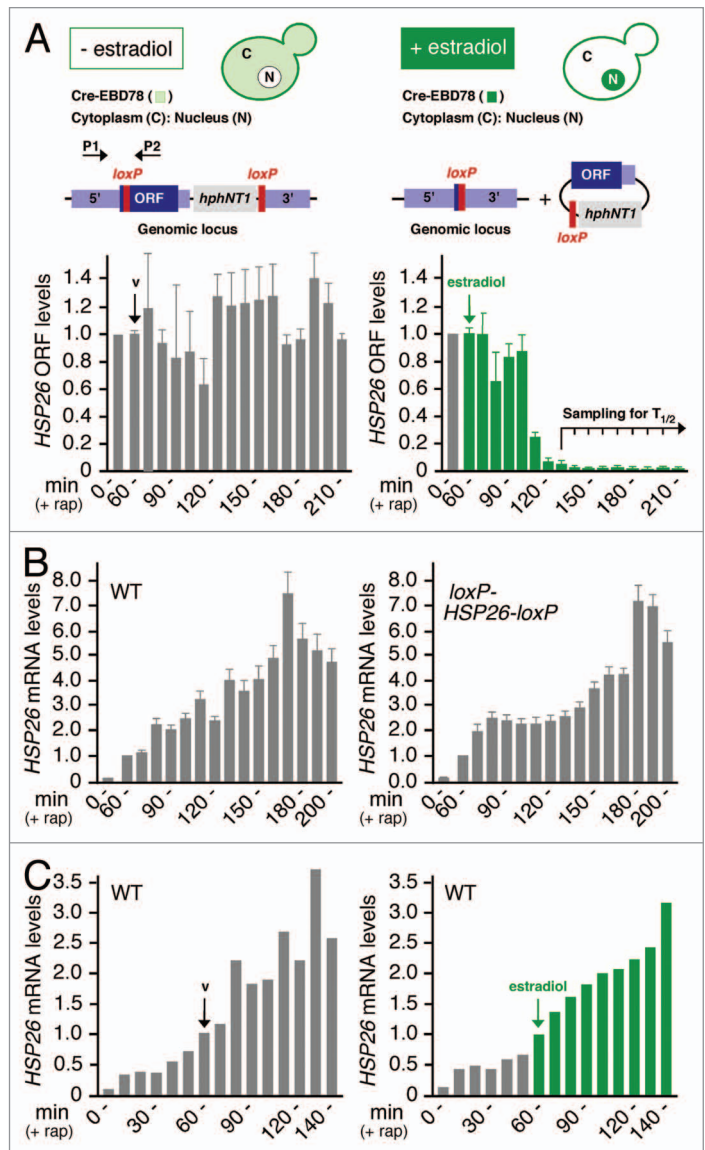 A
- estradiol
C
N
Cre-EBD78 ( )
Cytoplasm (C): Nucleus (N)
P1 P2
loxP loxP
5' ORF hphNT1 3'
Genomic locus
HSP26 ORF levels
1.4
1.2
1.0
0.8
0.6
0.4
0.2
0
v
min
(+ rap)
0-
60-
90-
120-
150-
180-
210-
+ estradiol
C
N
Cre-EBD78 ( )
Cytoplasm (C): Nucleus (N)
loxP
5' 3'
+
ORF
hphNT1
loxP
Genomic locus
HSP26 ORF levels
1.4
1.2
1.0
0.8
0.6
0.4
0.2
0
estradiol
Sampling for T1/2
min
(+ rap)
0-
60-
90-
120-
150-
180-
210-
B
WT
HSP26 mRNA levels
8.0
7.0
6.0
5.0
4.0
3.0
2.0
1.0
0.0
min
(+ rap)
0-
60-
90-
120-
150-
180-
200-
loxP-
HSP26-loxP
HSP26 mRNA levels
8.0
7.0
6.0
5.0
4.0
3.0
2.0
1.0
0.0
min
(+ rap)
0-
60-
90-
120-
150-
180-
200-
C
WT
HSP26 mRNA levels
3.5
3.0
2.5
2.0
1.5
1.0
0.5
0
v
min
(+ rap)
0-
30-
60-
90-
120-
140-
WT
HSP26 mRNA levels
3.5
3.0
2.5
2.0
1.5
1.0
0.5
0
estradiol
min
(+ rap)
0-
30-
60-
90-
120-
140-